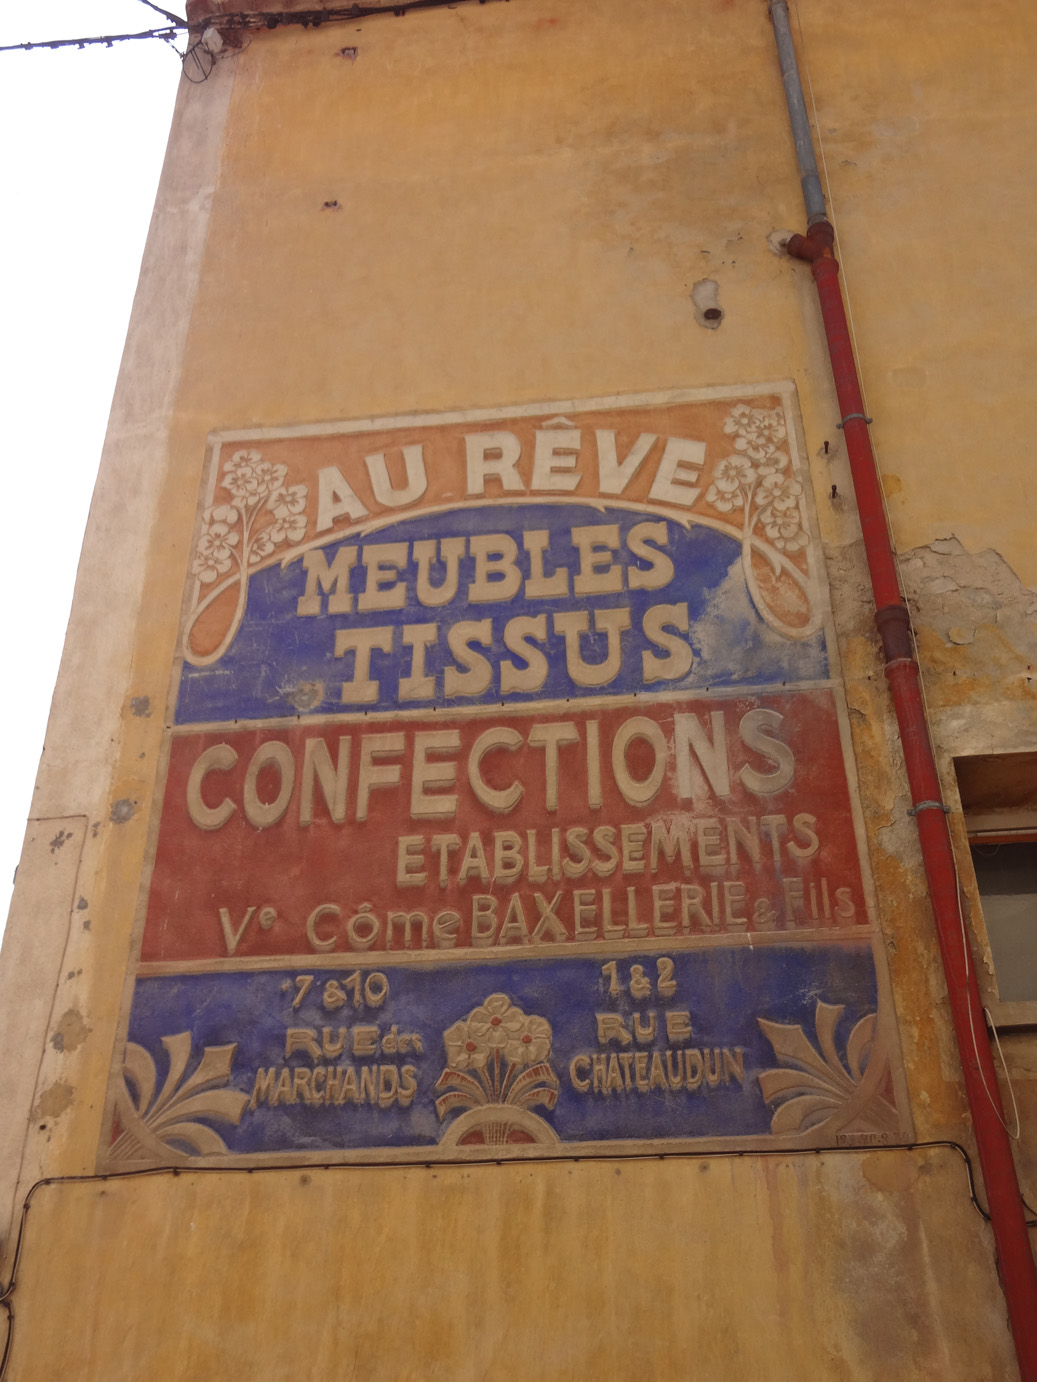 AU RÊVE
MEUBLES
TISSUS
CONFECTIONS
ETABLISSEMENTS
Ve Côme BAXELLERIE & Fils
7 & 10
RUE des
MARCHANDS
1 & 2
RUE
CHATEAUDUN